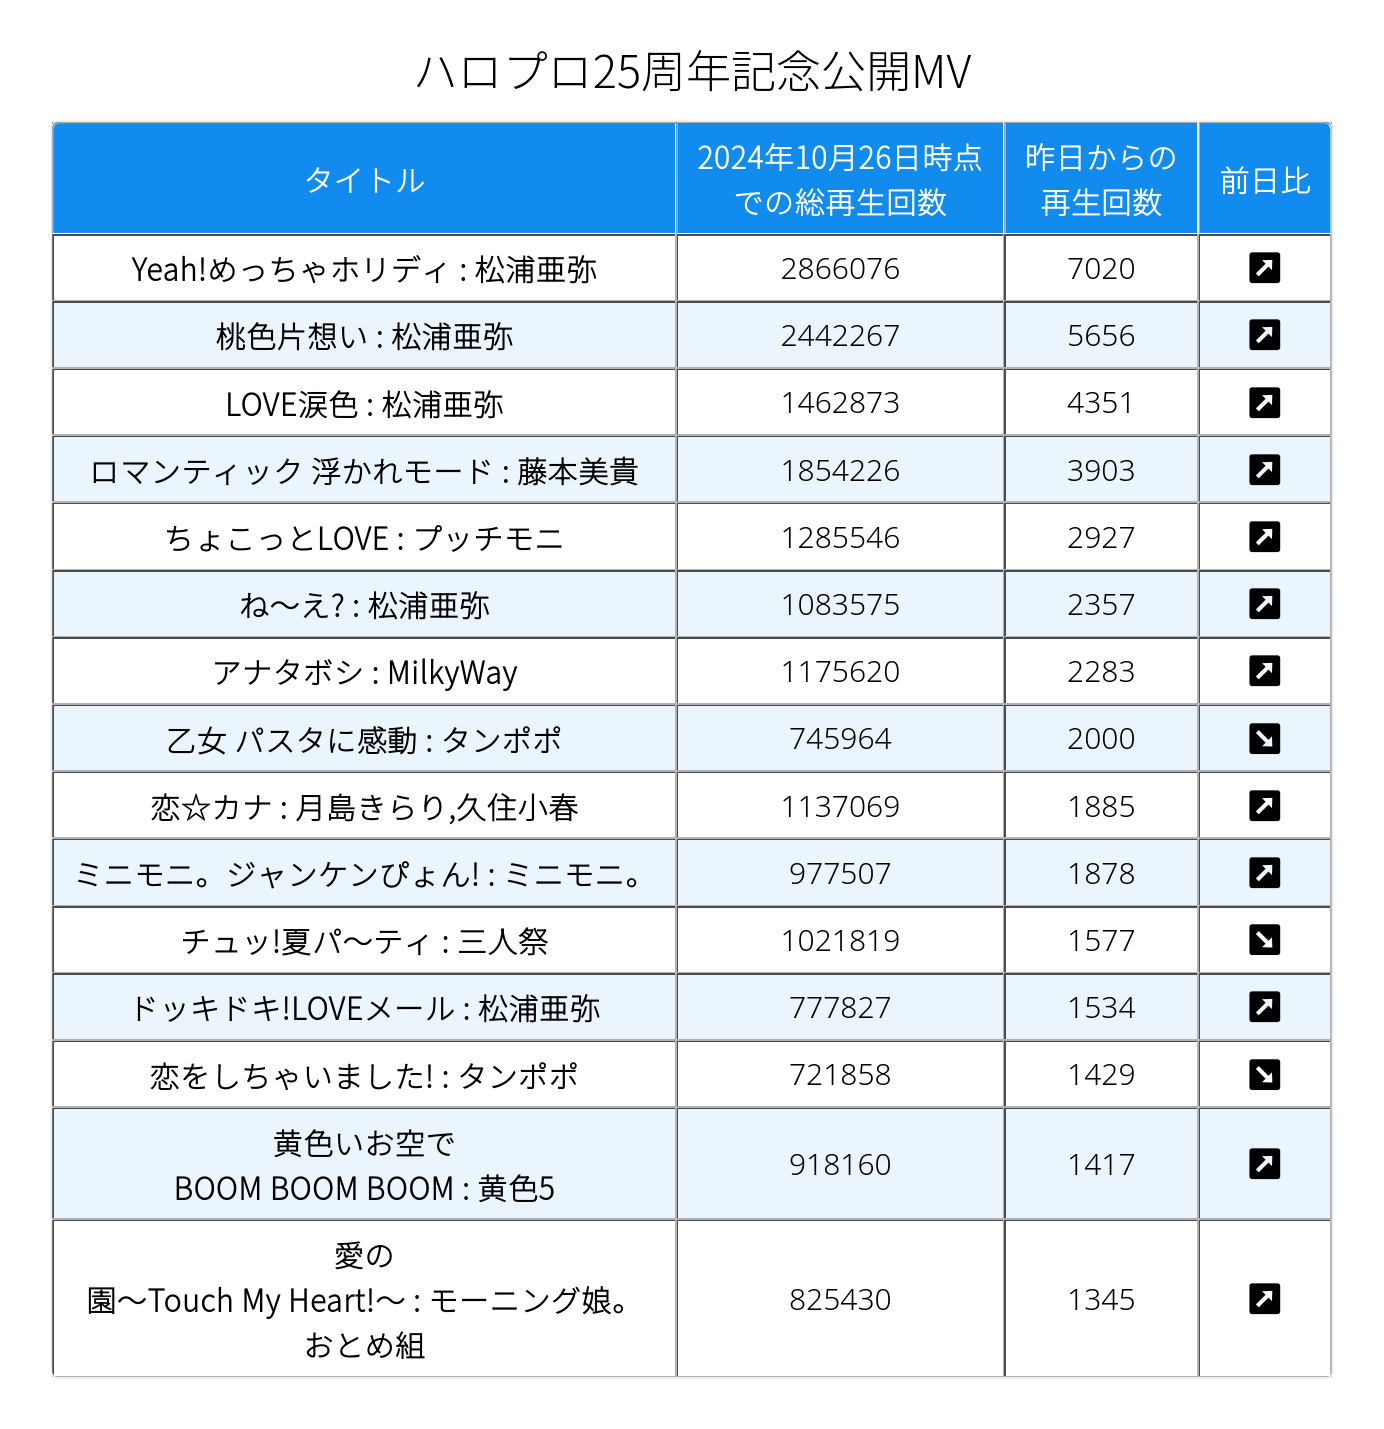 ハロプロ25周年記念公開MV
タイトル
2024年10月26日時点
での総再生回数
昨日からの
再生回数
前日比
Yeah!めっちゃホリディ : 松浦亜弥 2866076 7020
桃色片想い : 松浦亜弥 2442267 5656
LOVE涙色 : 松浦亜弥 1462873 4351
ロマンティック 浮かれモード : 藤本美貴 1854226 3903
ちょこっとLOVE : プッチモニ 1285546 2927
ね〜え? : 松浦亜弥 1083575 2357
アナタボシ : MilkyWay 1175620 2283
乙女 パスタに感動 : タンポポ 745964 2000
恋☆カナ : 月島きらり,久住小春 1137069 1885
ミニモニ。ジャンケンぴょん! : ミニモニ。 977507 1878
チュッ!夏パ〜ティ : 三人祭 1021819 1577
ドッキドキ!LOVEメール : 松浦亜弥 777827 1534
恋をしちゃいました! : タンポポ 721858 1429
黄色いお空で
BOOM BOOM BOOM : 黄色5 918160 1417
愛の
園〜Touch My Heart!〜 : モーニング娘。 825430 1345
おとめ組